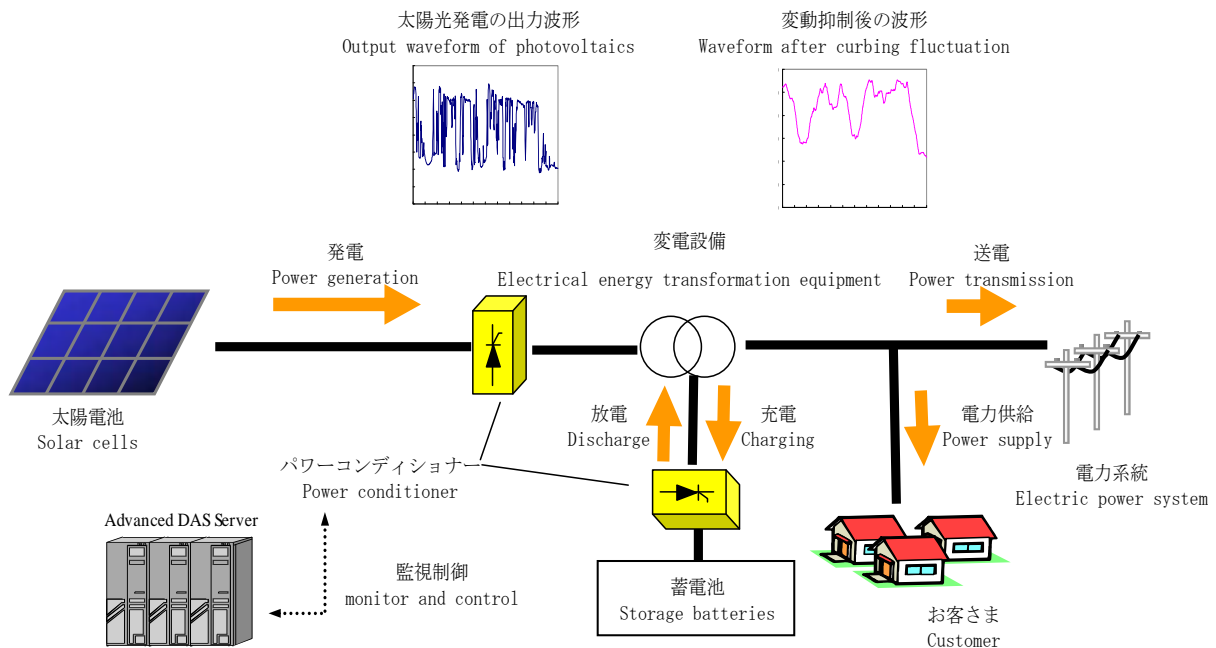 太陽光発電の出力波形
Output waveform of photovoltaics
変動抑制後の波形
Waveform after curbing fluctuation
発電
Power generation
変電設備
Electrical energy transformation equipment
送電
Power transmission
太陽電池
Solar cells
放電
Discharge
充電
Charging
電力供給
Power supply
パワーコンディショナー
Power conditioner
電力系統
Electric power system
Advanced DAS Server
監視制御
monitor and control
蓄電池
Storage batteries
お客さま
Customer